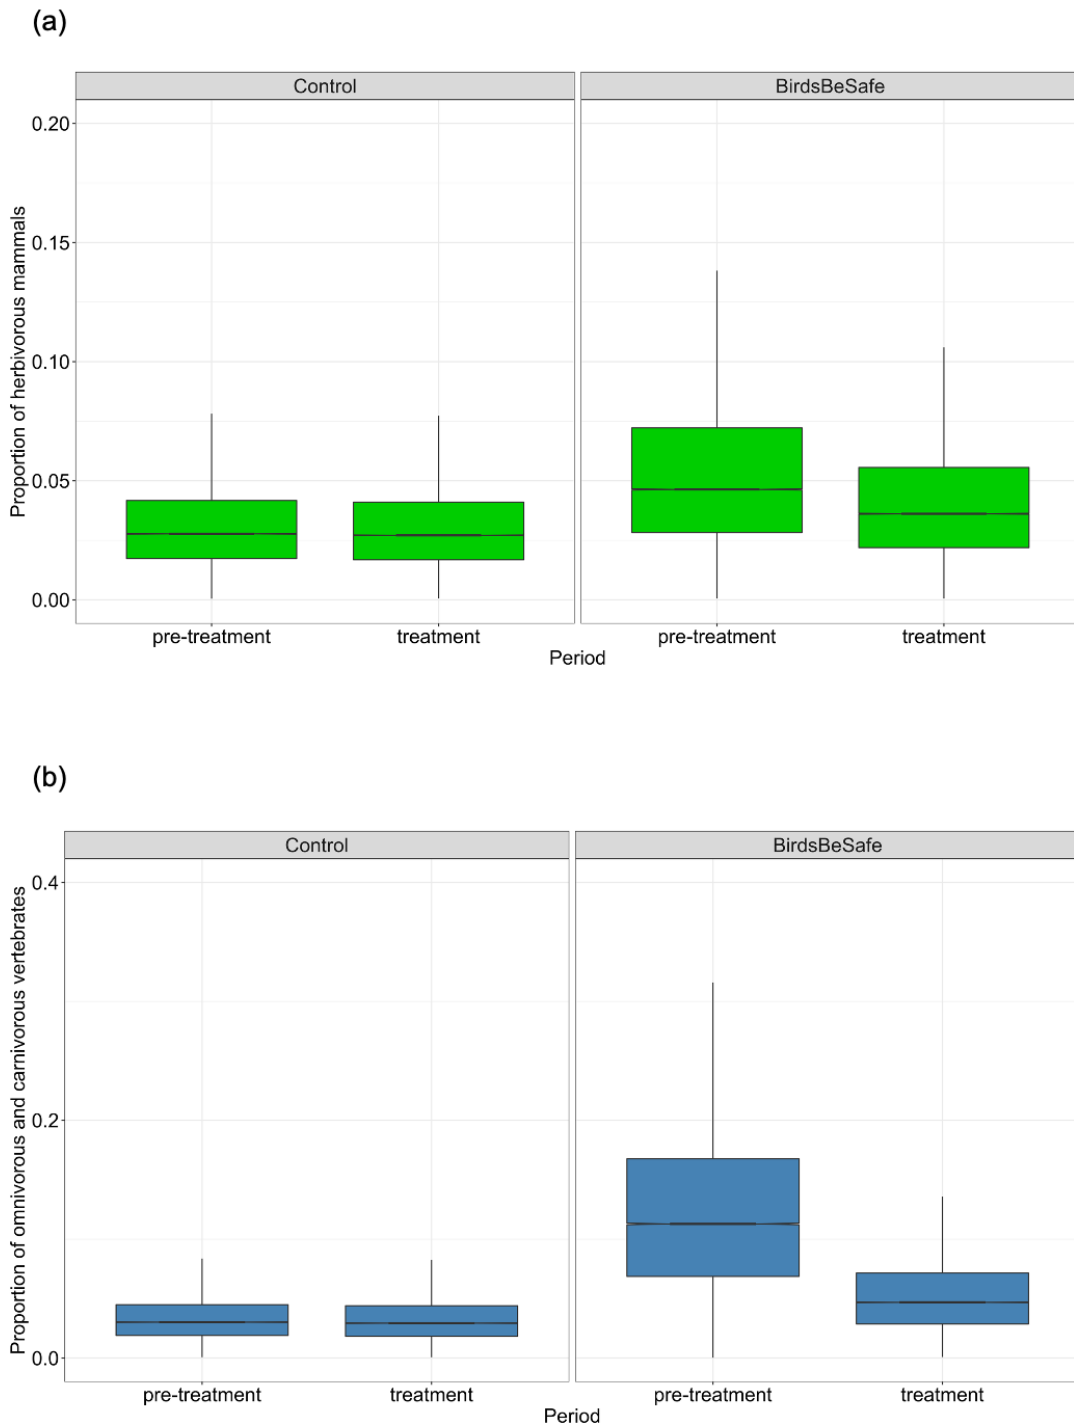 (a)
Control
BirdsBeSafe
Proportion of herbivorous mammals
0.20
0.15
0.10
0.05
0.00
pre-treatment
treatment
pre-treatment
treatment
Period
(b)
Control
BirdsBeSafe
Proportion of omnivorous and carnivorous vertebrates
0.4
0.2
0.0
pre-treatment
treatment
pre-treatment
treatment
Period